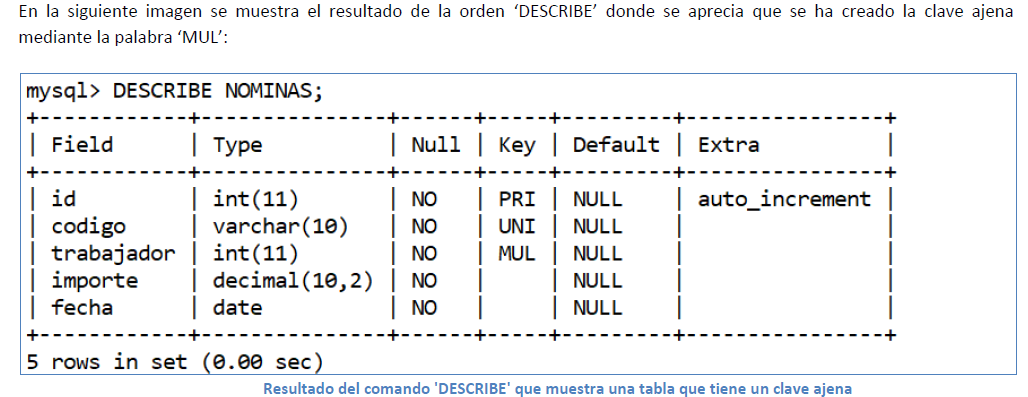 En la siguiente imagen se muestra el resultado de la orden ‘DESCRIBE’ donde se aprecia que se ha creado la clave ajena
mediante la palabra ‘MUL’:
mysql> DESCRIBE NOMINAS;
+------------+---------------+------+-----+---------+----------------+
| Field      | Type          | Null | Key | Default | Extra          |
+------------+---------------+------+-----+---------+----------------+
| id         | int(11)       | NO   | PRI | NULL    | auto_increment |
| codigo     | varchar(10)   | NO   | UNI | NULL    |                |
| trabajador | int(11)       | NO   | MUL | NULL    |                |
| importe    | decimal(10,2) | NO   |     | NULL    |                |
| fecha      | date          | NO   |     | NULL    |                |
+------------+---------------+------+-----+---------+----------------+
5 rows in set (0.00 sec)
Resultado del comando 'DESCRIBE' que muestra una tabla que tiene un clave ajena